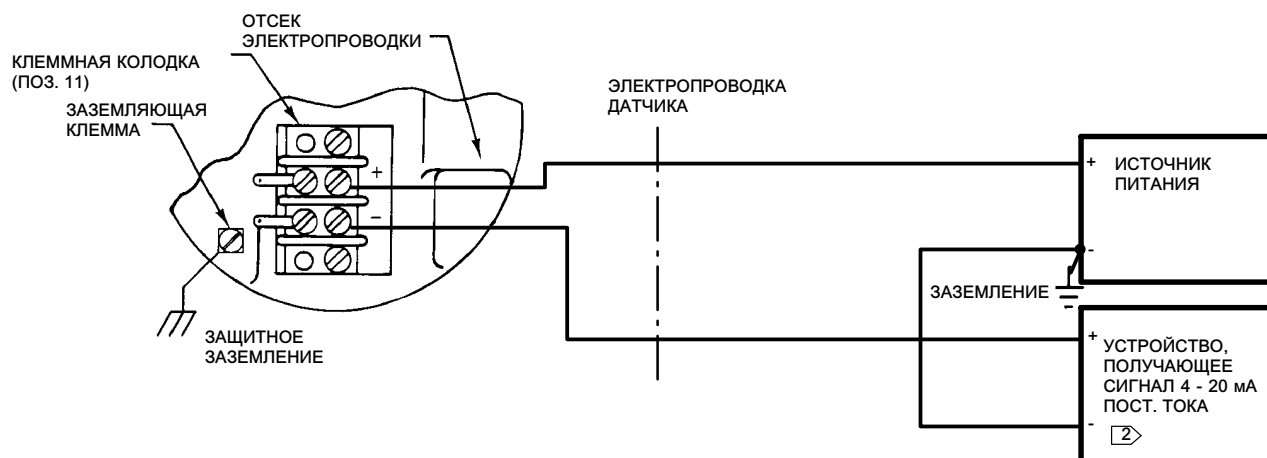 ОТСЕК
ЭЛЕКТРОПРОВОДКИ
КЛЕММНАЯ КОЛОДКА
(ПОЗ. 11)
ЗАЗЕМЛЯЮЩАЯ
КЛЕММА
ЭЛЕКТРОПРОВОДКА
ДАТЧИКА
+
−
ЗАЩИТНОЕ
ЗАЗЕМЛЕНИЕ
+
ИСТОЧНИК
ПИТАНИЯ
-
ЗАЗЕМЛЕНИЕ
+
УСТРОЙСТВО,
ПОЛУЧАЮЩЕЕ
СИГНАЛ 4 - 20 мА
ПОСТ. ТОКА
-
2